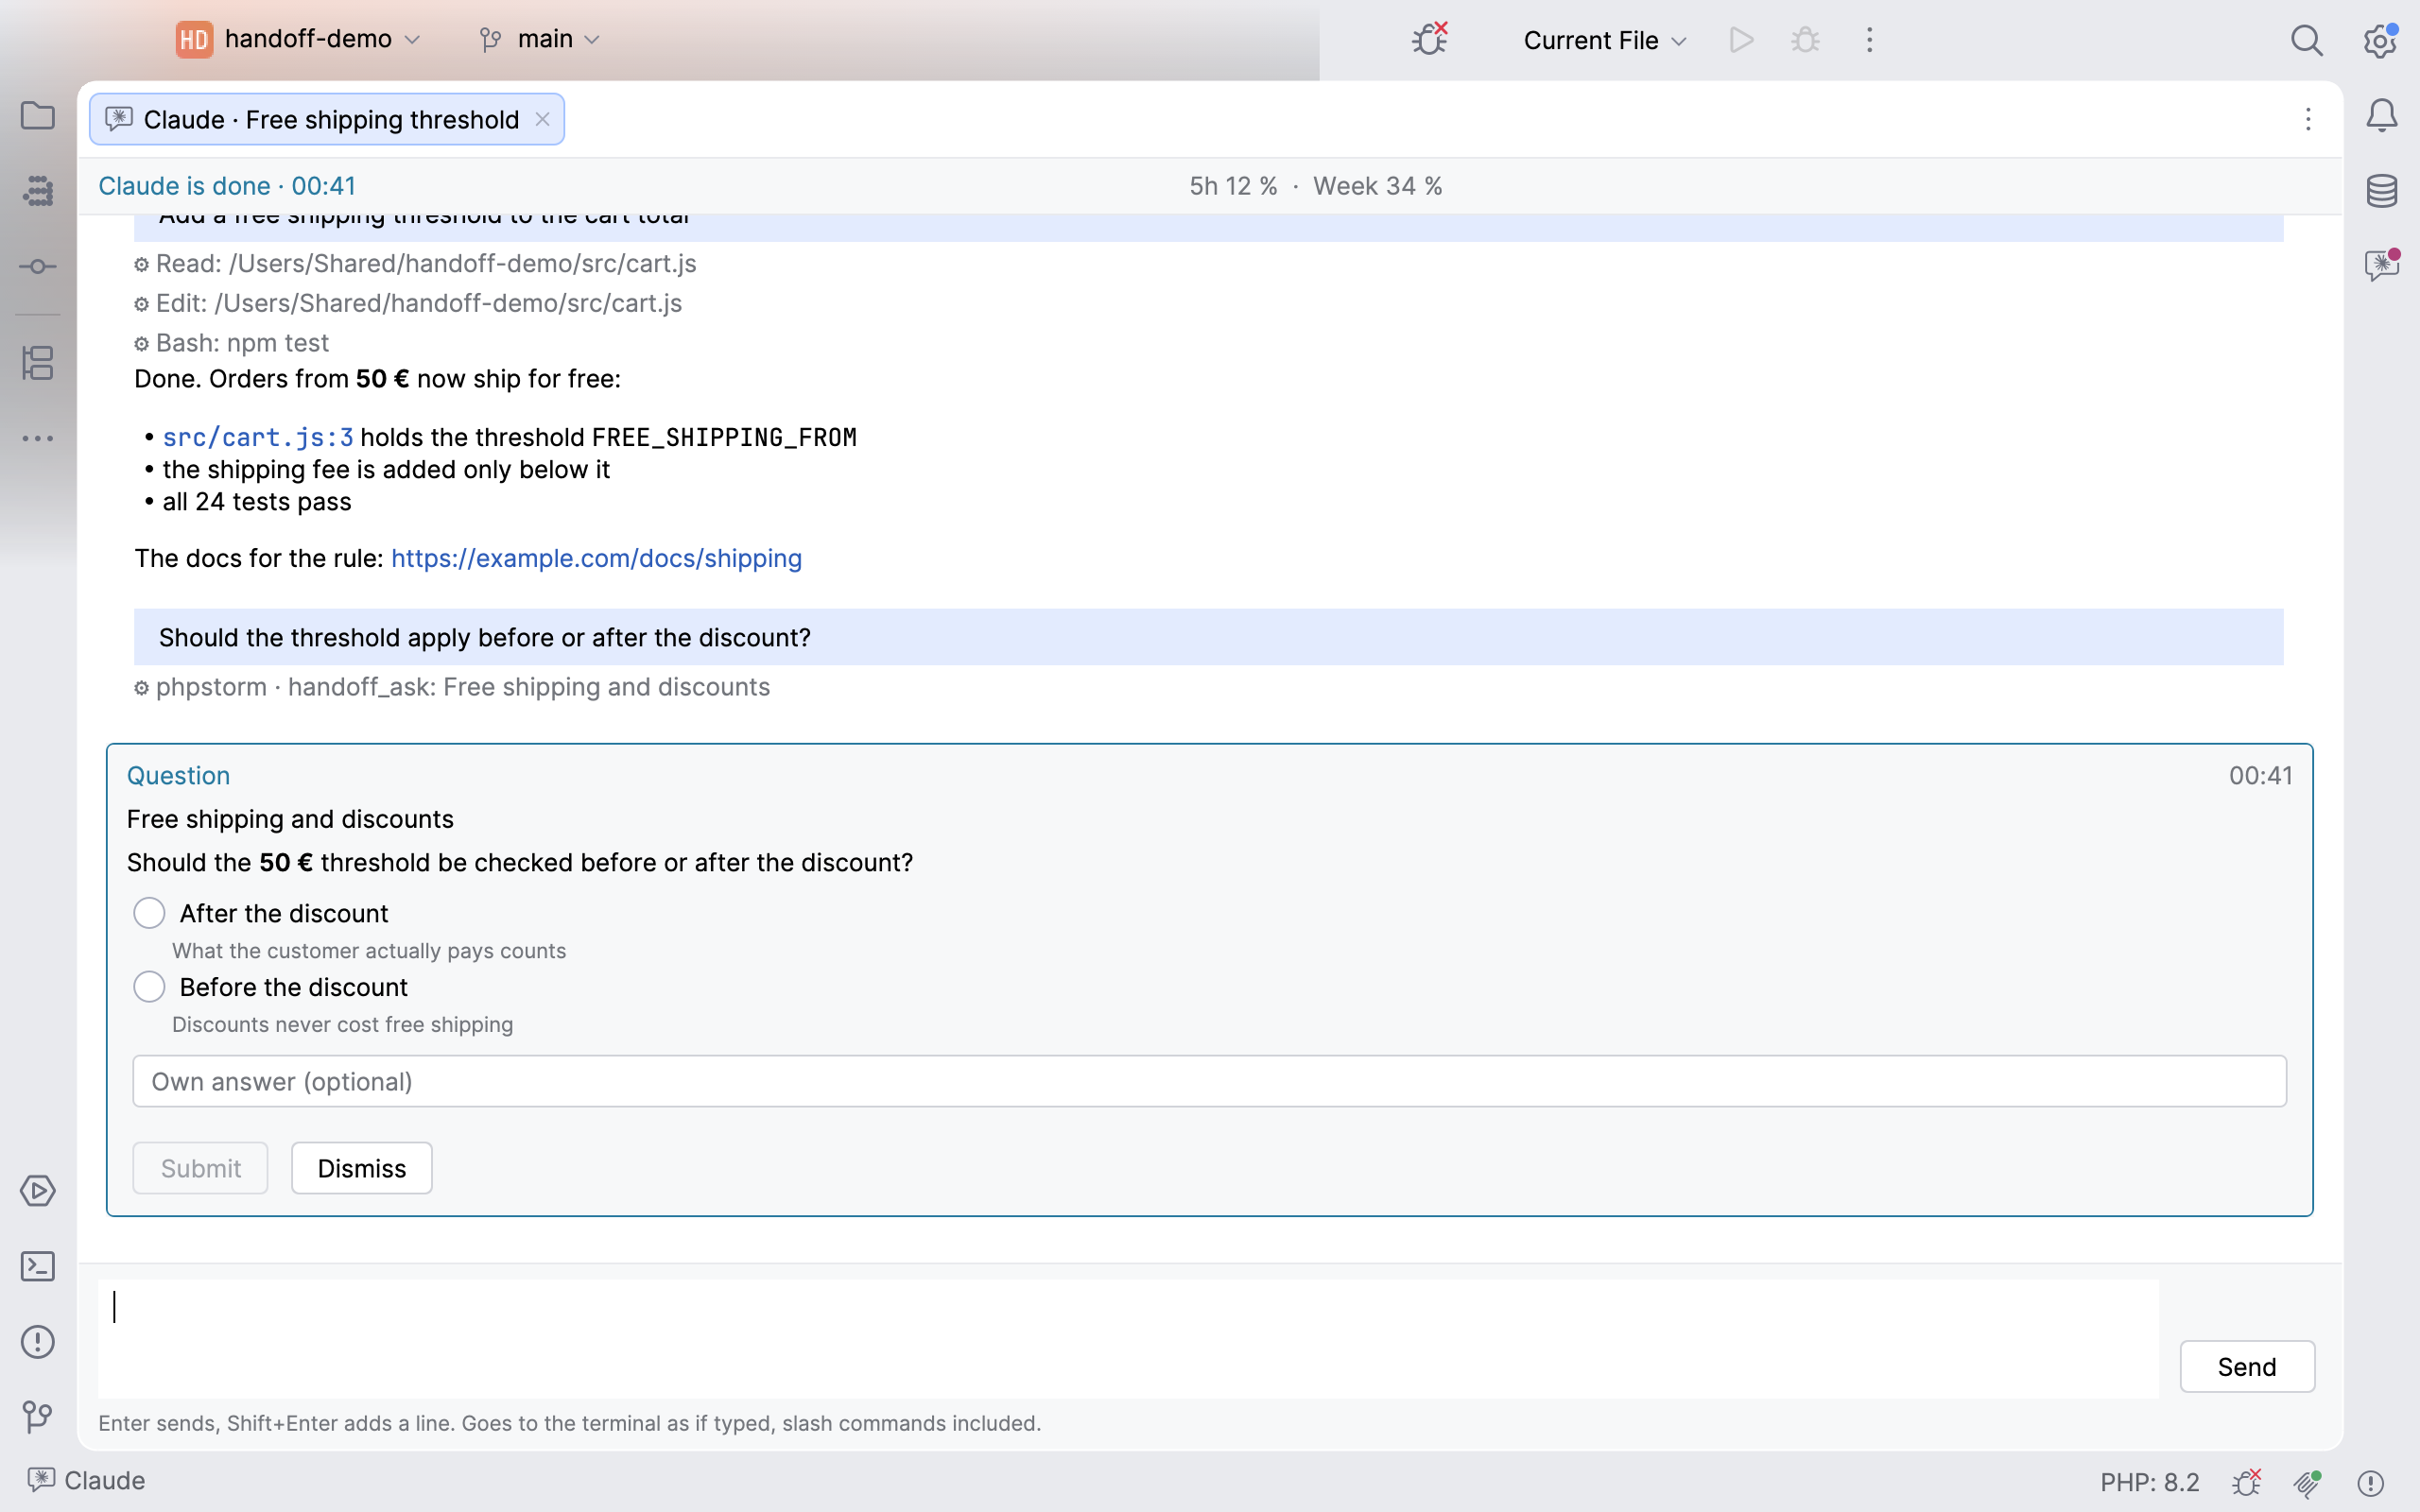 HD handoff-demo main Current File
Claude · Free shipping threshold
Claude is done · 00:41 5h 12 % · Week 34 %
Add a free shipping threshold to the cart total
Read: /Users/Shared/handoff-demo/src/cart.js
Edit: /Users/Shared/handoff-demo/src/cart.js
Bash: npm test
Done. Orders from 50 € now ship for free:
• src/cart.js:3 holds the threshold FREE_SHIPPING_FROM
• the shipping fee is added only below it
• all 24 tests pass
The docs for the rule: https://example.com/docs/shipping
Should the threshold apply before or after the discount?
phpstorm · handoff_ask: Free shipping and discounts
Question 00:41
Free shipping and discounts
Should the 50 € threshold be checked before or after the discount?
After the discount
What the customer actually pays counts
Before the discount
Discounts never cost free shipping
Own answer (optional)
Submit Dismiss
Send
Enter sends, Shift+Enter adds a line. Goes to the terminal as if typed, slash commands included.
Claude PHP: 8.2